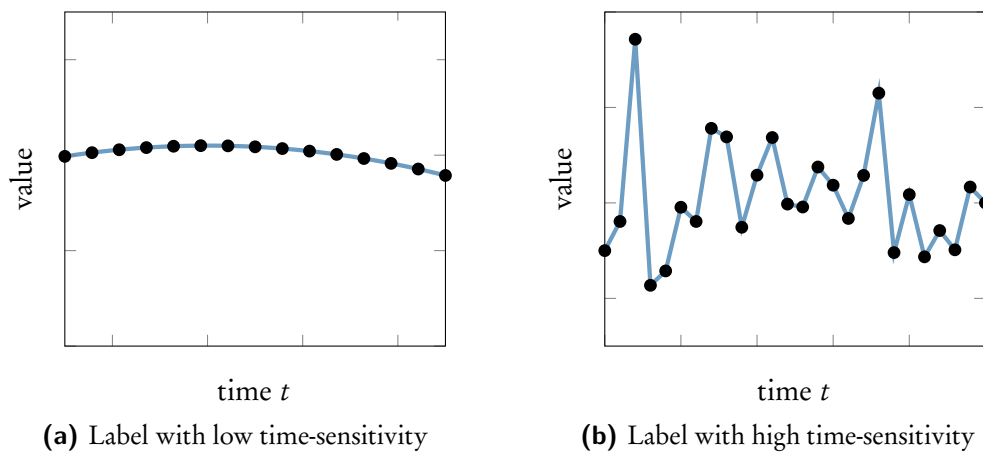 value
time t
(a) Label with low time-sensitivity
value
time t
(b) Label with high time-sensitivity